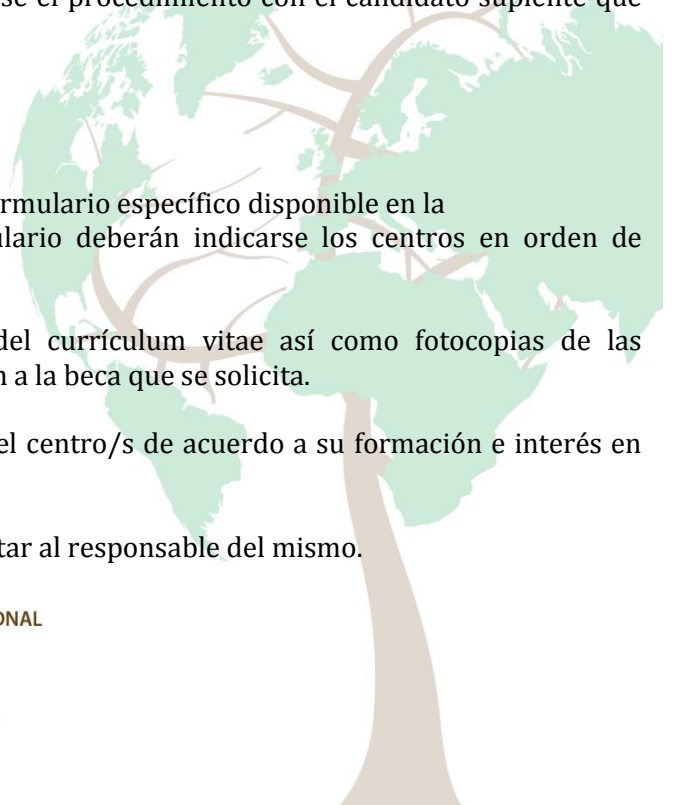 se el procedimiento con el candidato suplente que
rmulario específico disponible en la
ulario deberán indicarse los centros en orden de
del currículum vitae así como fotocopias de las
n a la beca que se solicita.
el centro/s de acuerdo a su formación e interés en
tar al responsable del mismo.
ONAL